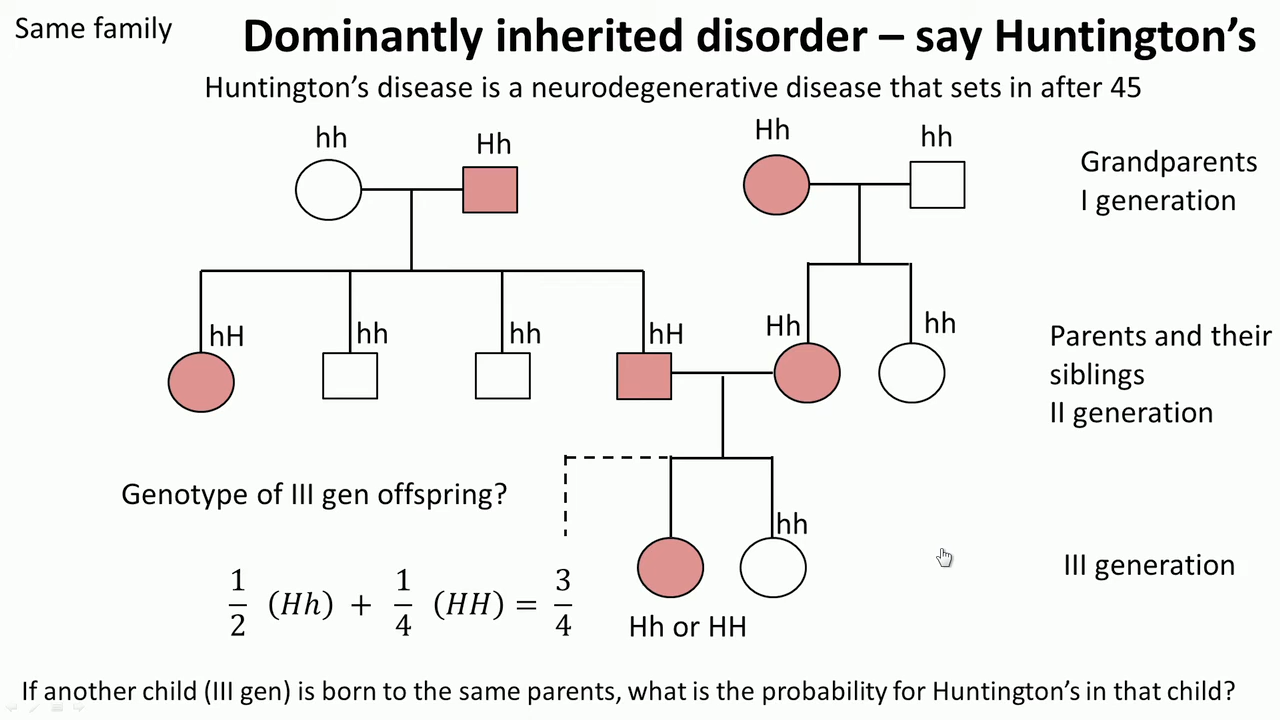 Same family
Dominantly inherited disorder – say Huntington's
Huntington's disease is a neurodegenerative disease that sets in after 45
hh
Hh
Hh
hh
Grandparents
I generation
hH
hh
hh
hH
Hh
hh
Parents and their
siblings
II generation
Genotype of III gen offspring?
hh
III generation
1/2 (Hh) + 1/4 (HH) = 3/4
Hh or HH
If another child (III gen) is born to the same parents, what is the probability for Huntington's in that child?